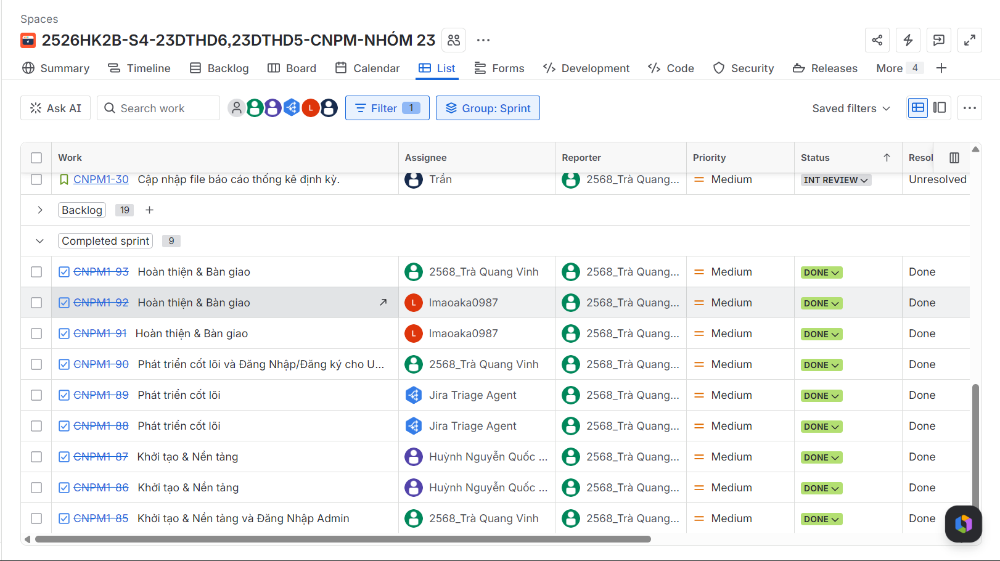 Spaces
2526HK2B-S4-23DTHD6,23DTHD5-CNPM-NHÓM 23
Summary Timeline Backlog Board Calendar List Forms Development Code Security Releases More 4
Ask AI Search work L Filter 1 Group: Sprint Saved filters
Work Assignee Reporter Priority Status Resol
CNPM1-30 Cập nhập file báo cáo thống kê định kỳ. Trần 2568_Trà Quang... Medium INT REVIEW Unresolved
Backlog 19
Completed sprint 9
CNPM1-93 Hoàn thiện & Bàn giao 2568_Trà Quang Vinh 2568_Trà Quang... Medium DONE Done
CNPM1-92 Hoàn thiện & Bàn giao L lmaoaka0987 2568_Trà Quang... Medium DONE Done
CNPM1-91 Hoàn thiện & Bàn giao L lmaoaka0987 2568_Trà Quang... Medium DONE Done
CNPM1-90 Phát triển cốt lõi và Đăng Nhập/Đăng ký cho U... 2568_Trà Quang Vinh 2568_Trà Quang... Medium DONE Done
CNPM1-89 Phát triển cốt lõi Jira Triage Agent 2568_Trà Quang... Medium DONE Done
CNPM1-88 Phát triển cốt lõi Jira Triage Agent 2568_Trà Quang... Medium DONE Done
CNPM1-87 Khởi tạo & Nền tảng Huỳnh Nguyễn Quốc ... 2568_Trà Quang... Medium DONE Done
CNPM1-86 Khởi tạo & Nền tảng Huỳnh Nguyễn Quốc ... 2568_Trà Quang... Medium DONE Done
CNPM1-85 Khởi tạo & Nền tảng và Đăng Nhập Admin 2568_Trà Quang Vinh 2568_Trà Quang... Medium DONE Done